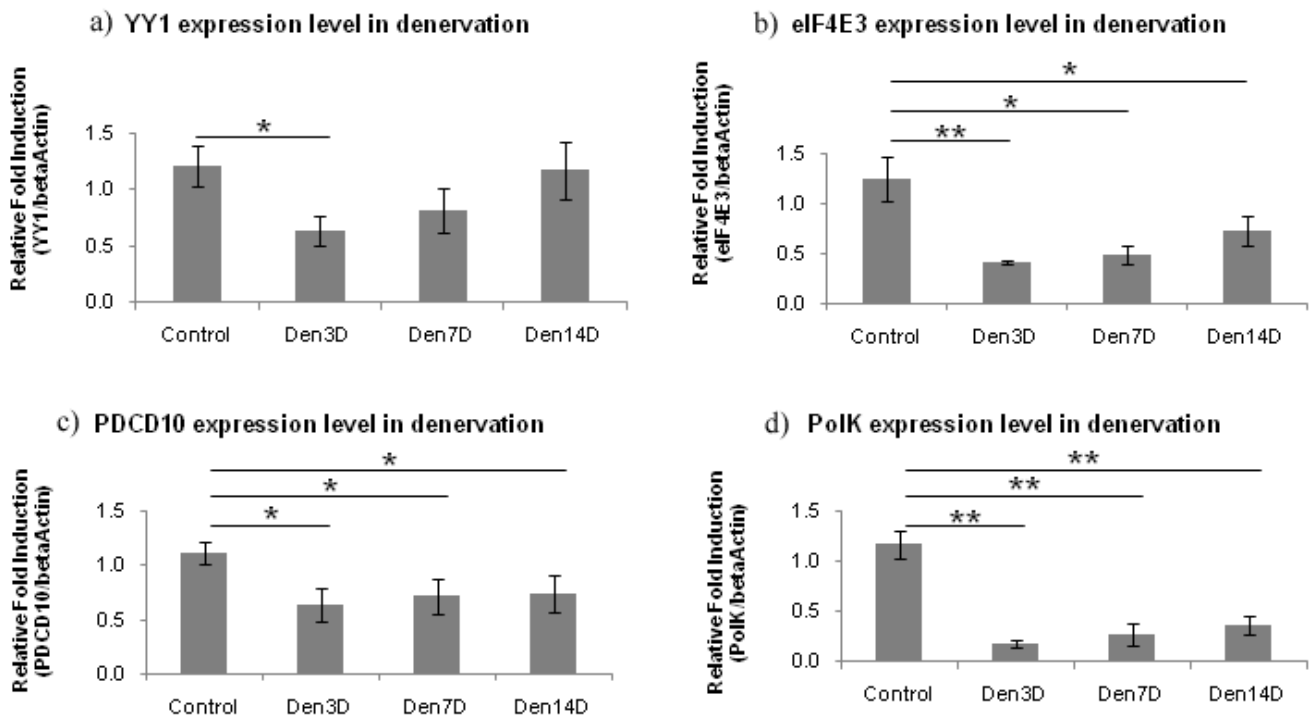 a) YY1 expression level in denervation
Relative Fold Induction
(YY1/betaActin)
1.5
1.0
0.5
0.0
*
Control Den3D Den7D Den14D
b) eIF4E3 expression level in denervation
Relative Fold Induction
(eIF4E3/betaActin)
1.5
1.0
0.5
0.0
*
*
**
Control Den3D Den7D Den14D
c) PDCD10 expression level in denervation
Relative Fold Induction
(PDCD10/betaActin)
1.5
1.0
0.5
0.0
*
*
*
Control Den3D Den7D Den14D
d) PolK expression level in denervation
Relative Fold Induction
(PolK/betaActin)
1.5
1.0
0.5
0.0
**
**
**
Control Den3D Den7D Den14D